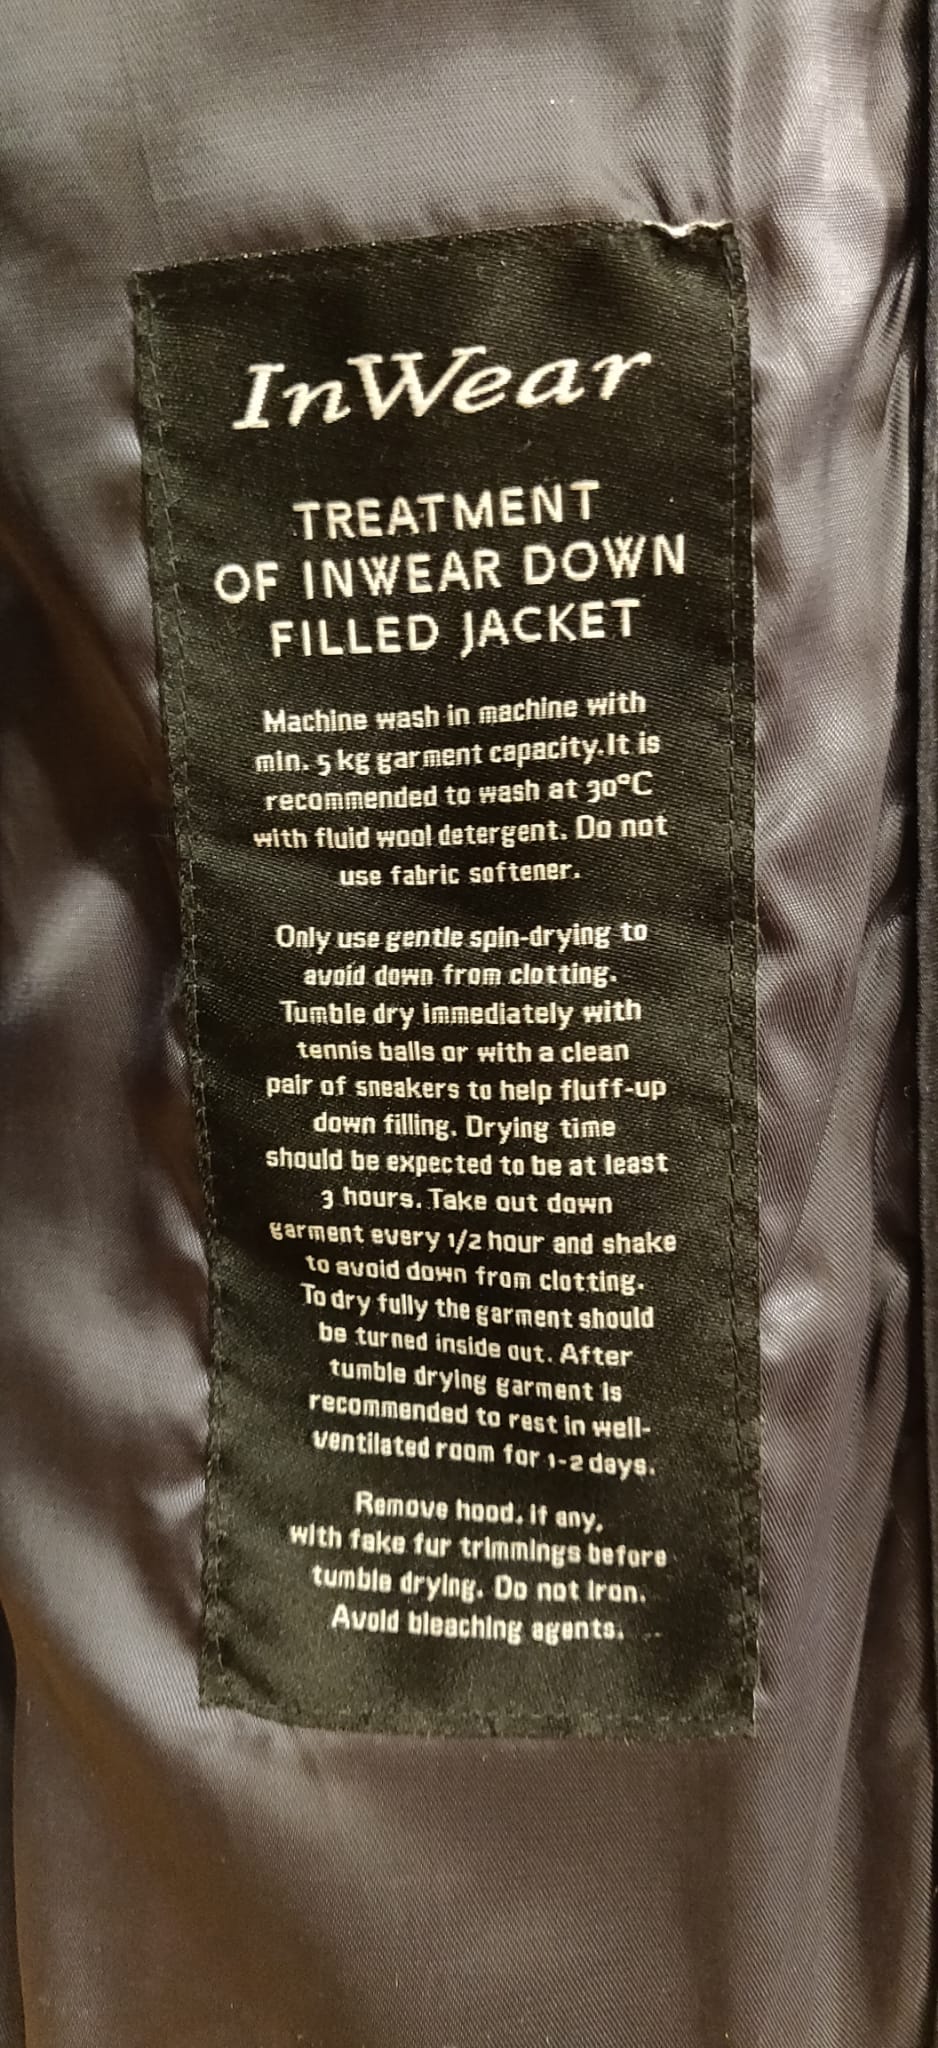 InWear
TREATMENT
OF INWEAR DOWN
FILLED JACKET
Machine wash in machine with
min. 5 kg garment capacity.It is
recommended to wash at 30°C
with fluid wool detergent. Do not
use fabric softener.
Only use gentle spin-drying to
avoid down from clotting.
Tumble dry immediately with
tennis balls or with a clean
pair of sneakers to help fluff-up
down filling. Drying time
should be expected to be at least
3 hours. Take out down
garment every 1/2 hour and shake
to avoid down from clotting.
To dry fully the garment should
be turned inside out. After
tumble drying garment is
recommended to rest in well-
ventilated room for 1-2 days.
Remove hood, if any,
with fake fur trimmings before
tumble drying. Do not iron.
Avoid bleaching agents.